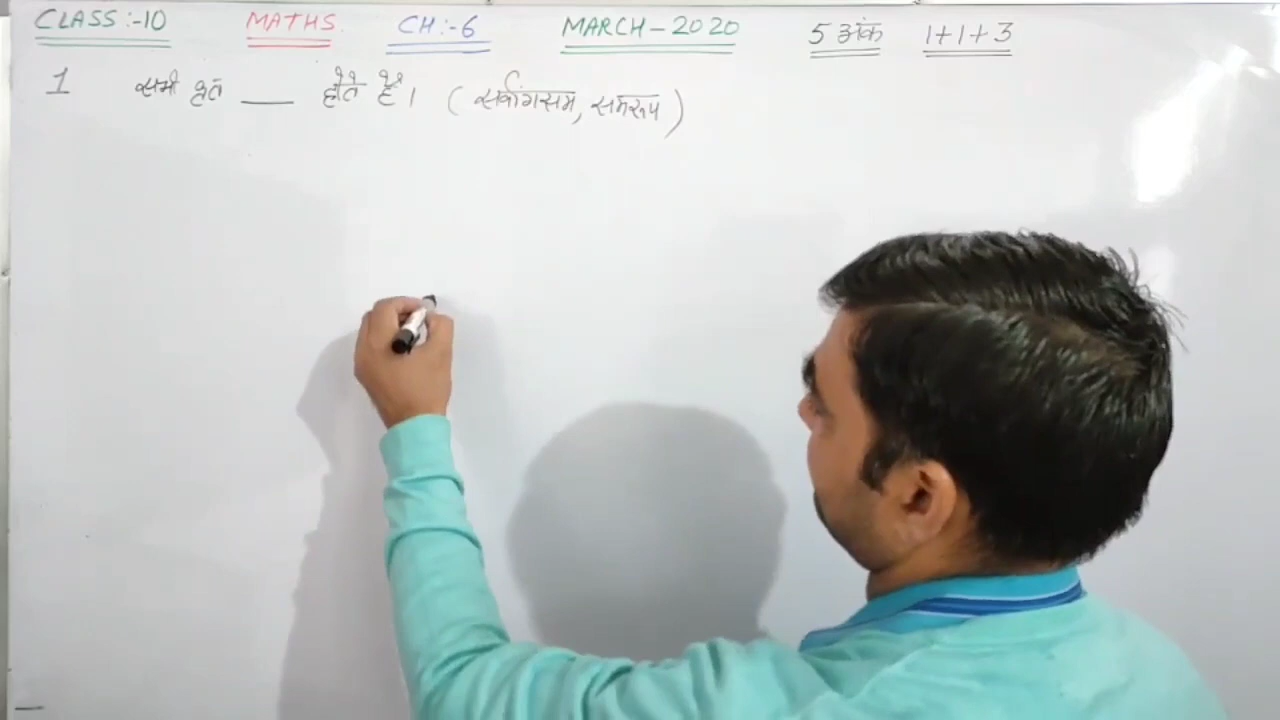 CLASS:-10 MATHS. CH:-6 MARCH-2020 5 अंक 1+1+3
1 सभी वृत ___ होते है। (सर्वांगसम, समरूप)